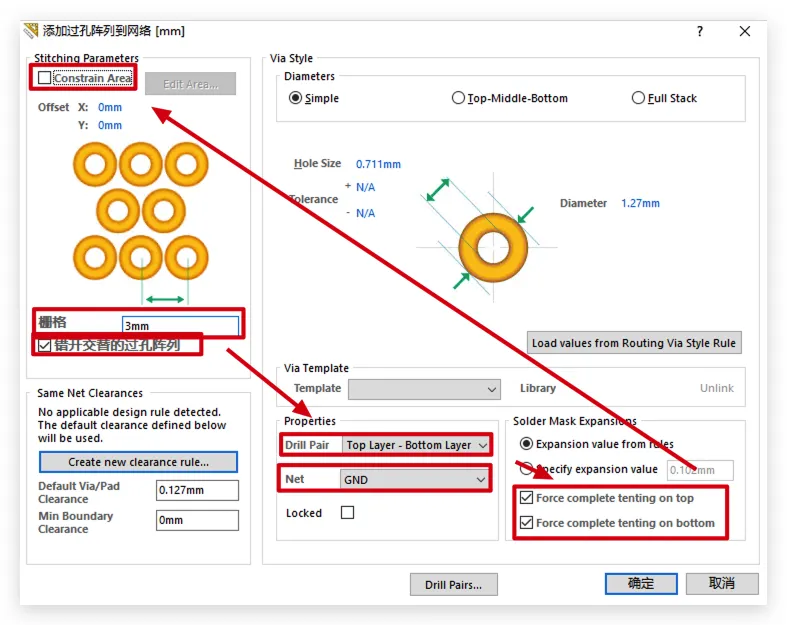 添加过孔阵列到网络 [mm]
?
Stitching Parameters
Constrain Area
Edit Area...
Offset X: 0mm
Y: 0mm
栅格 3mm
错开交替的过孔阵列
Same Net Clearances
No applicable design rule detected.
The default clearance defined below
will be used.
Create new clearance rule...
Default Via/Pad
Clearance
0.127mm
Min Boundary
Clearance
0mm
Via Style
Diameters
Simple
Top-Middle-Bottom
Full Stack
Hole Size 0.711mm
Tolerance
+ N/A
- N/A
Diameter 1.27mm
Load values from Routing Via Style Rule
Via Template
Template
Library
Unlink
Properties
Drill Pair Top Layer - Bottom Layer
Net GND
Locked
Solder Mask Expansions
Expansion value from rules
Specify expansion value 0.102mm
Force complete tenting on top
Force complete tenting on bottom
Drill Pairs...
确定
取消